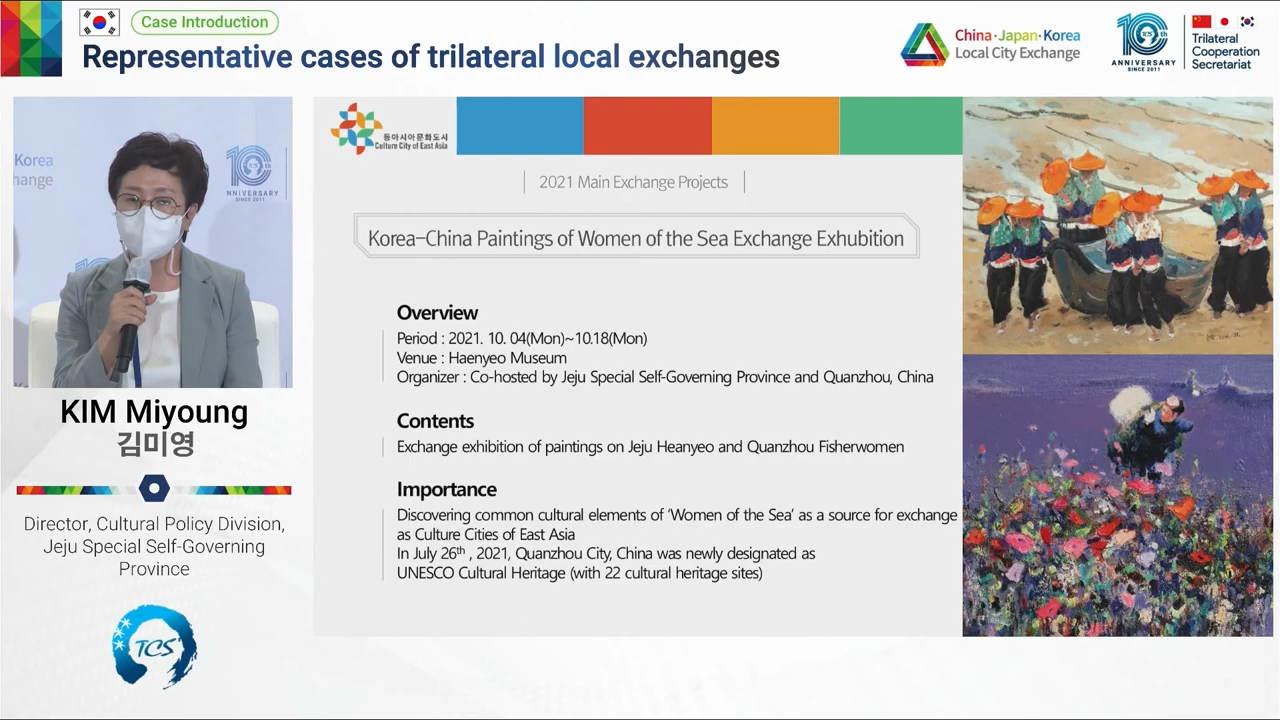 Case Introduction
Representative cases of trilateral local exchanges
China·Japan·Korea
Local City Exchange
10th
TCS
ANNIVERSARY
SINCE 2011
Trilateral
Cooperation
Secretariat
Korea
hange
10th
NNIVERSARY
SINCE 2011
10
KIM Miyoung
김미영
Director, Cultural Policy Division,
Jeju Special Self-Governing
Province
TCS
동아시아문화도시
Culture City of East Asia
2021 Main Exchange Projects
Korea-China Paintings of Women of the Sea Exchange Exhubition
Overview
Period : 2021. 10. 04(Mon)~10.18(Mon)
Venue : Haenyeo Museum
Organizer : Co-hosted by Jeju Special Self-Governing Province and Quanzhou, China
Contents
Exchange exhibition of paintings on Jeju Heanyeo and Quanzhou Fisherwomen
Importance
Discovering common cultural elements of 'Women of the Sea' as a source for exchange
as Culture Cities of East Asia
In July 26th , 2021, Quanzhou City, China was newly designated as
UNESCO Cultural Heritage (with 22 cultural heritage sites)